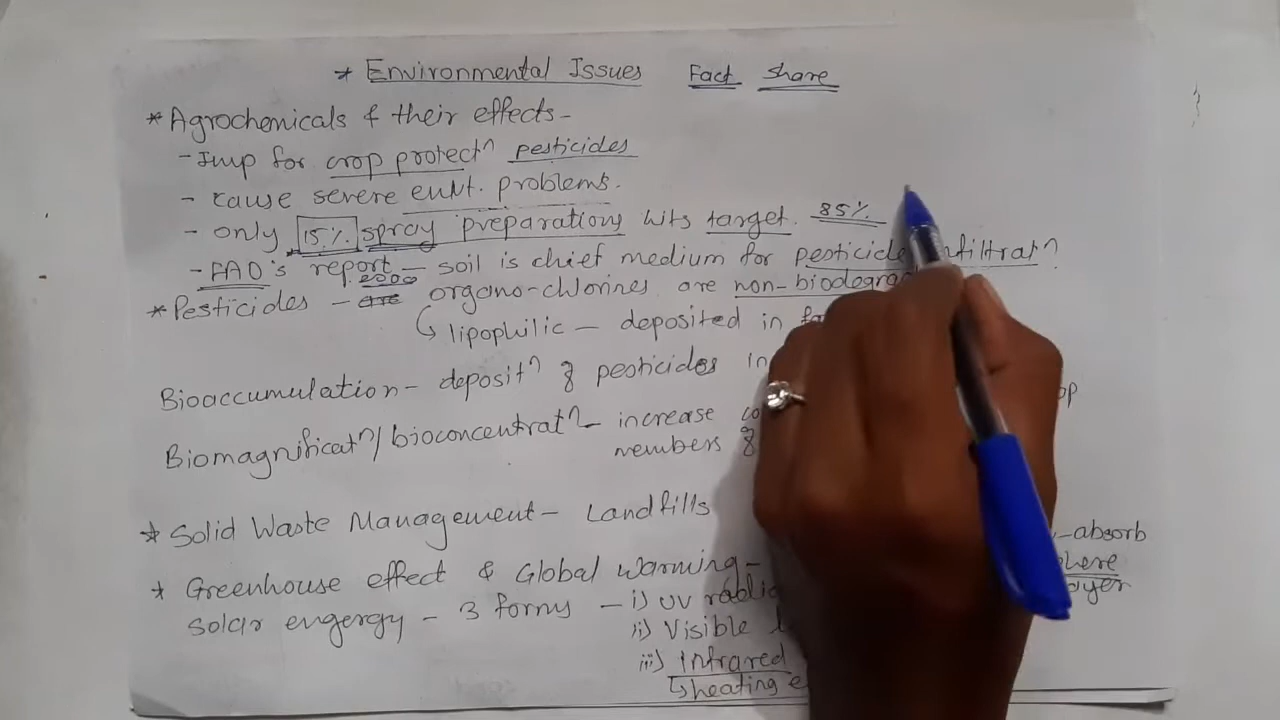 * Environmental Issues Fact Share
* Agrochemicals & their effects-
- Imp for crop protectn pesticides
- cause severe envt. problems.
- only 15%. spray preparations hits target. 85%
- FAO's report - soil is chief medium for pesticide infiltratn
2000
* Pesticides - organo-chlorines are non-biodegra
lipophilic - deposited in
Bioaccumulation - depositn of pesticides in
Biomagnificatn/bioconcentratn - increase
members of
* Solid Waste Management - Landfills
* Greenhouse effect & Global warming - absorb
solar engergy - 3 forms - i) UV
ii) Visible
iii) infrared
heating